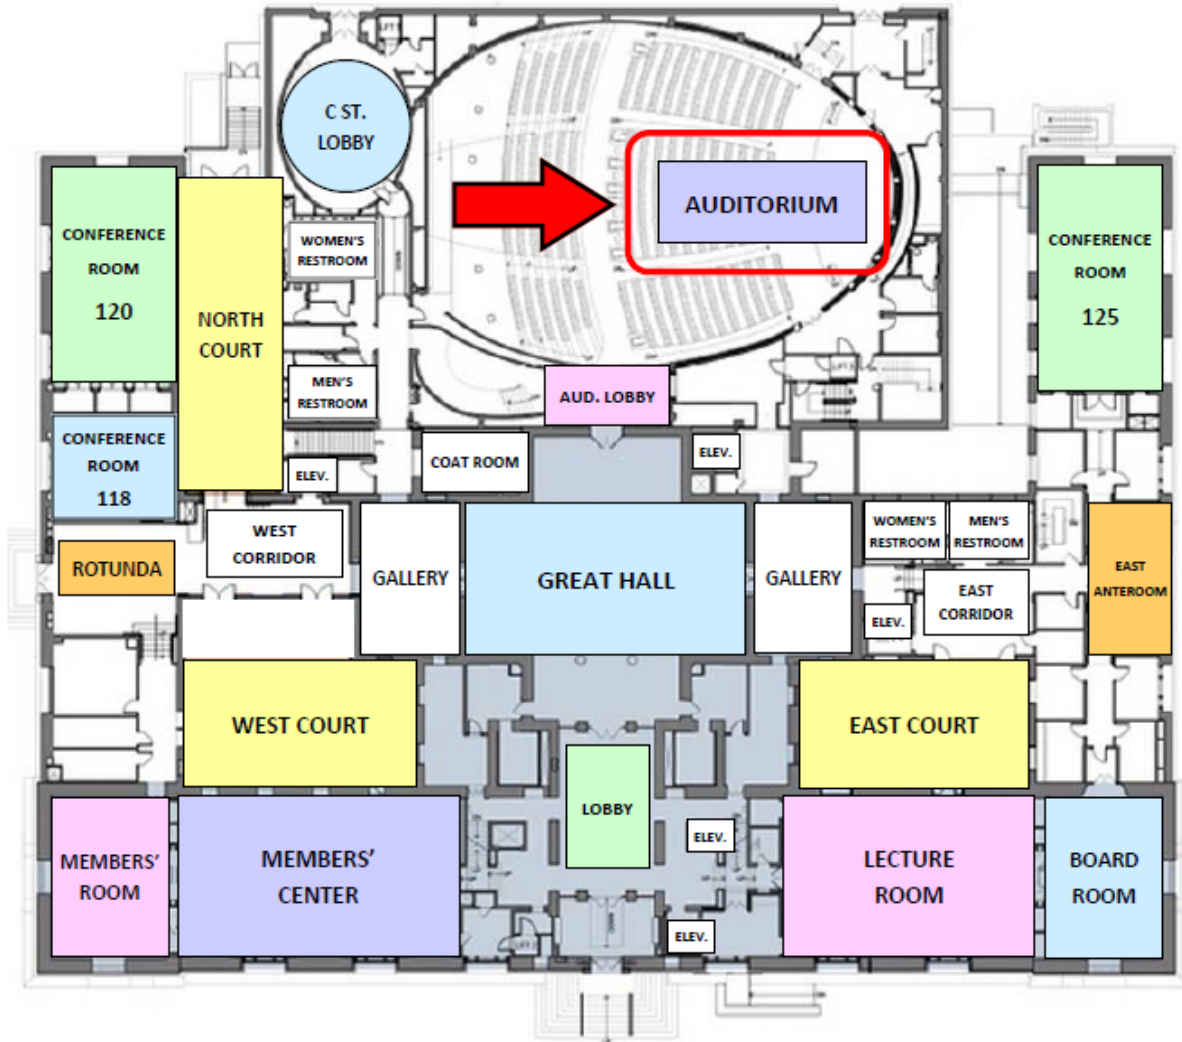 C ST.
LOBBY
AUDITORIUM
CONFERENCE
ROOM
120
WOMEN'S
RESTROOM
CONFERENCE
ROOM
125
NORTH
COURT
MEN'S
RESTROOM
AUD. LOBBY
CONFERENCE
ROOM
118
ELEV.
COAT ROOM
ELEV.
WEST
CORRIDOR
GALLERY
GREAT HALL
GALLERY
WOMEN'S
RESTROOM
MEN'S
RESTROOM
ROTUNDA
EAST
ANTEROOM
ELEV.
EAST
CORRIDOR
WEST COURT
EAST COURT
LOBBY
ELEV.
MEMBERS'
ROOM
MEMBERS'
CENTER
LECTURE
ROOM
BOARD
ROOM
ELEV.
LIFT 2